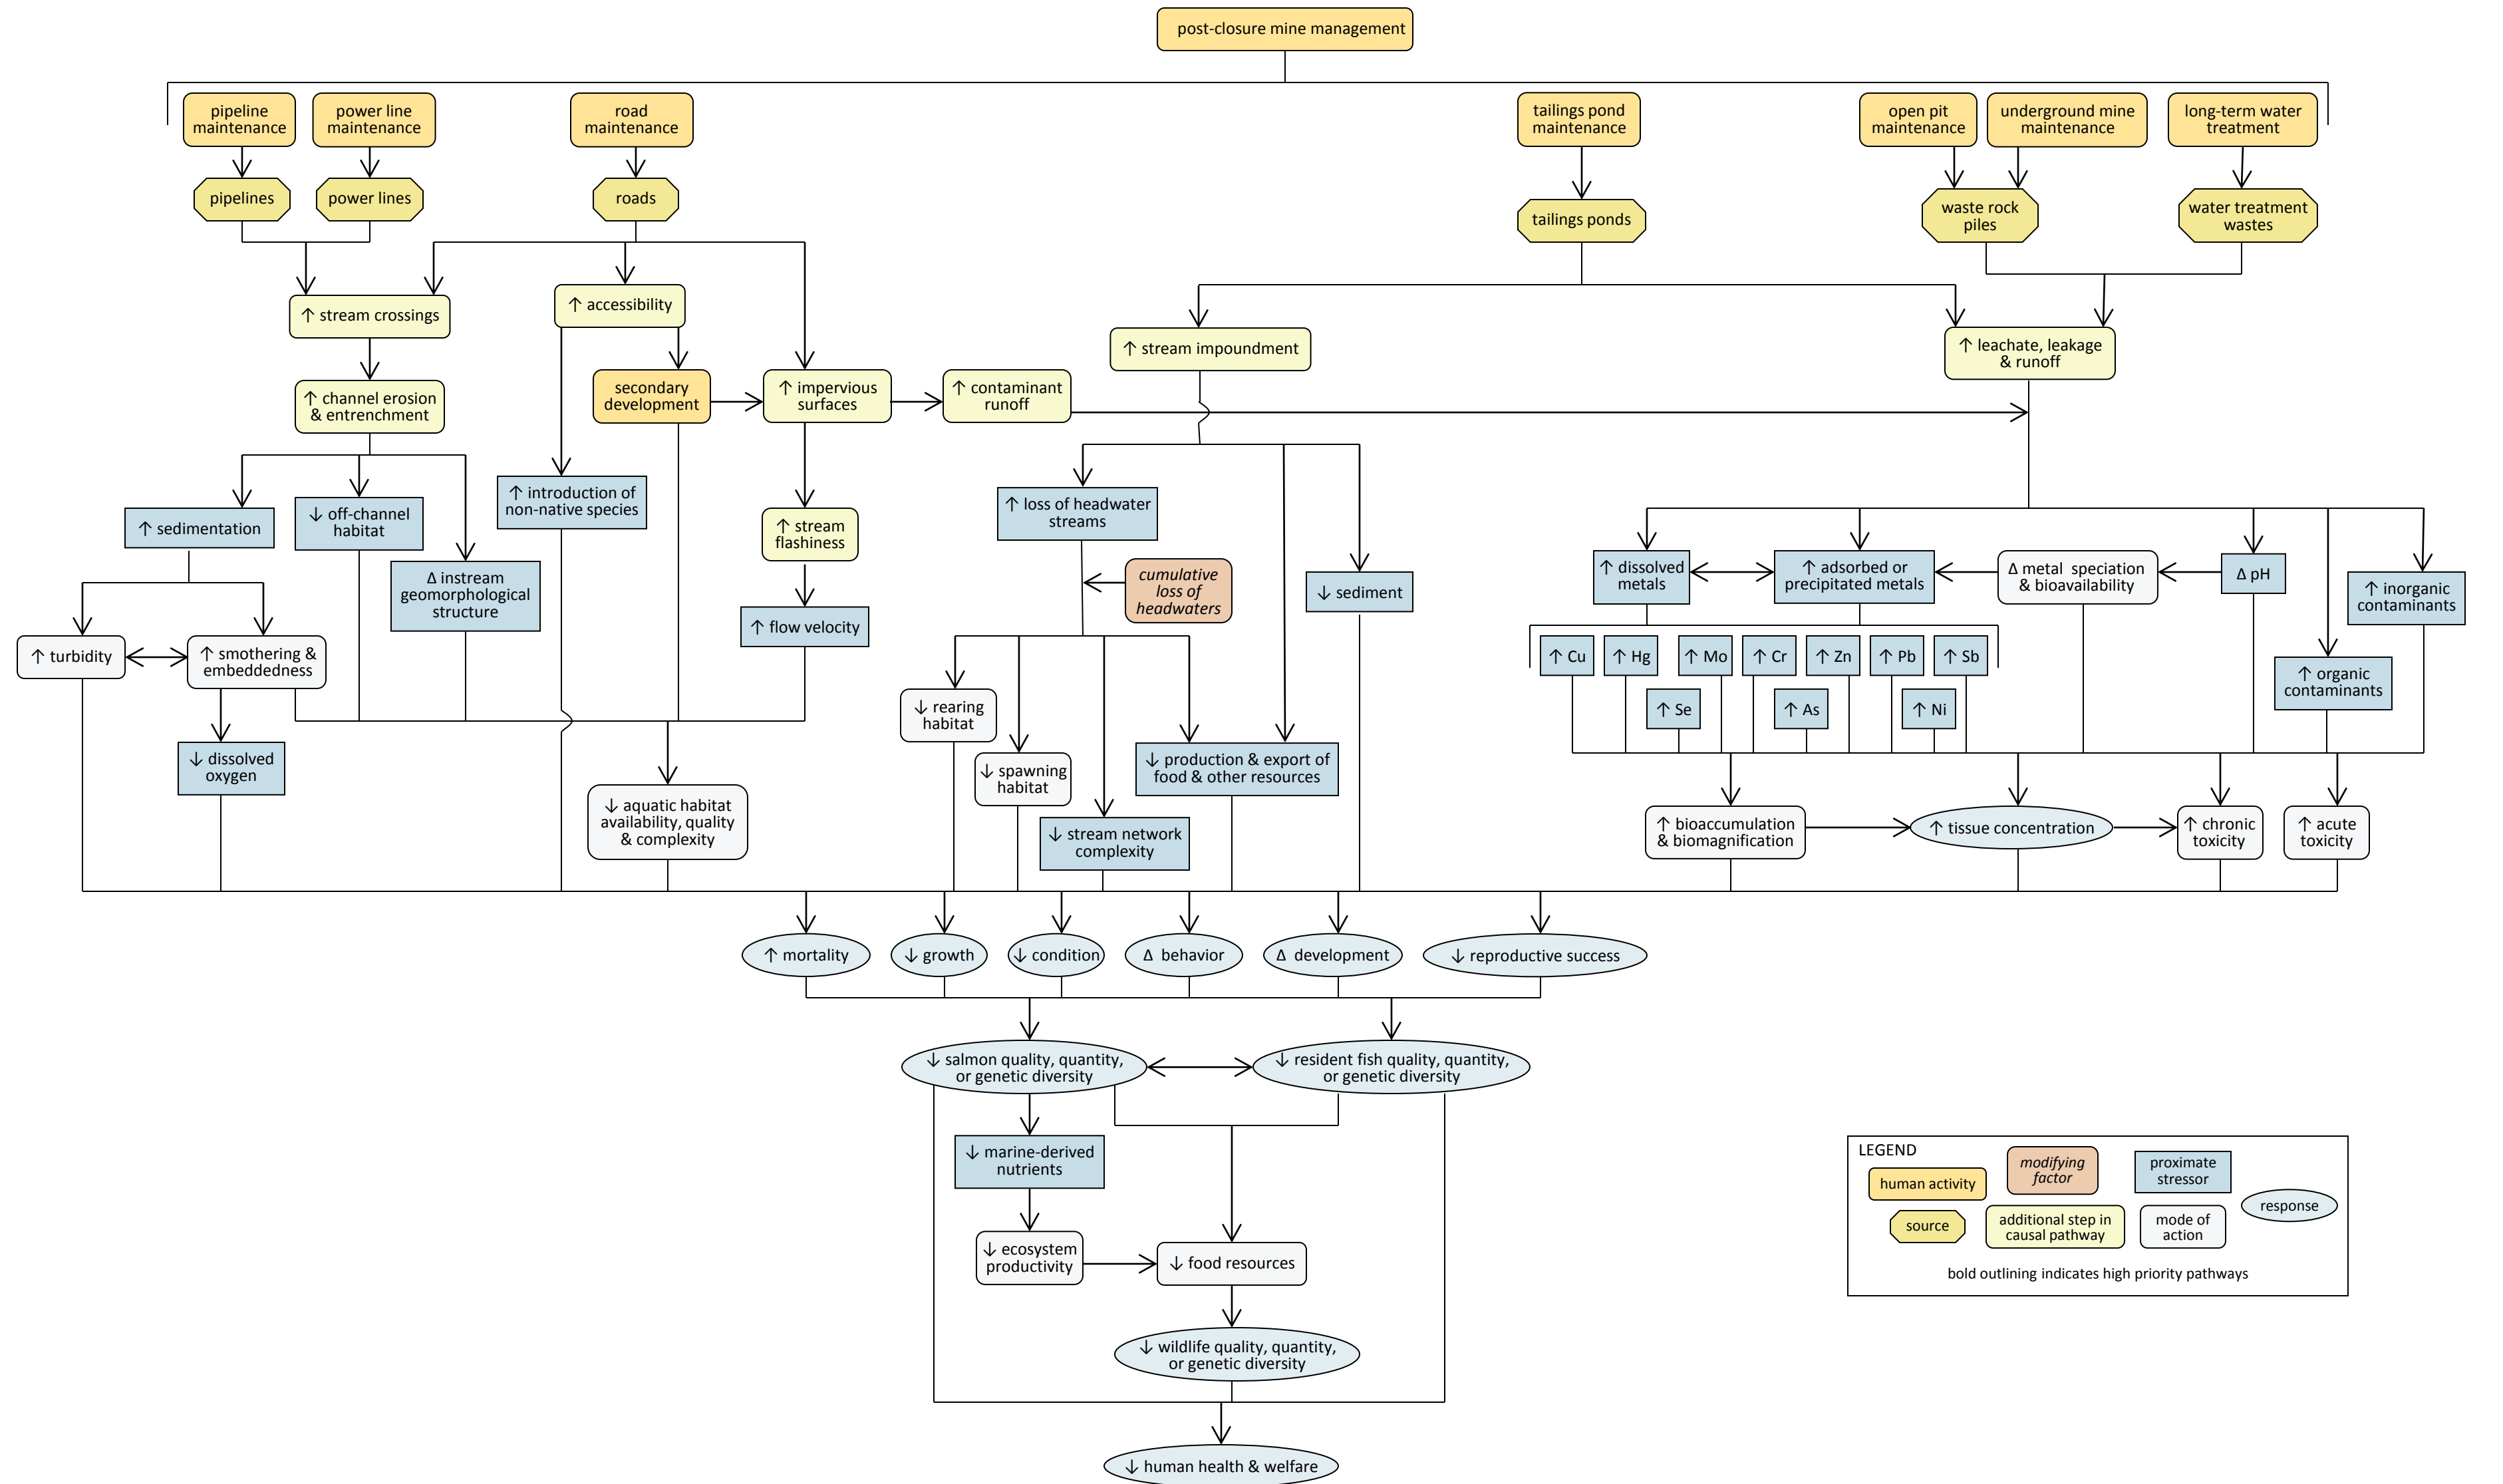 post-closure mine management
pipeline
maintenance
power line
maintenance
road
maintenance
tailings pond
maintenance
open pit
maintenance
underground mine
maintenance
long-term water
treatment
pipelines
power lines
roads
tailings ponds
waste rock
piles
water treatment
wastes
↑ stream crossings
↑ accessibility
↑ stream impoundment
↑ leachate, leakage
& runoff
↑ channel erosion
& entrenchment
secondary
development
↑ impervious
surfaces
↑ contaminant
runoff
↑ sedimentation
↓ off-channel
habitat
Δ instream
geomorphological
structure
↑ introduction of
non-native species
↑ stream
flashiness
↑ flow velocity
↑ loss of headwater
streams
cumulative
loss of
headwaters
↓ sediment
↑ dissolved
metals
↑ adsorbed or
precipitated metals
Δ metal speciation
& bioavailability
Δ pH
↑ inorganic
contaminants
↑ organic
contaminants
↑ turbidity
↑ smothering &
embeddedness
↓ dissolved
oxygen
↓ aquatic habitat
availability, quality
& complexity
↓ rearing
habitat
↓ spawning
habitat
↓ stream network
complexity
↓ production & export of
food & other resources
↑ Cu
↑ Hg
↑ Mo
↑ Cr
↑ Zn
↑ Pb
↑ Sb
↑ Se
↑ As
↑ Ni
↑ bioaccumulation
& biomagnification
↑ tissue concentration
↑ chronic
toxicity
↑ acute
toxicity
↑ mortality
↓ growth
↓ condition
Δ behavior
Δ development
↓ reproductive success
↓ salmon quality, quantity,
or genetic diversity
↓ resident fish quality, quantity,
or genetic diversity
↓ marine-derived
nutrients
↓ ecosystem
productivity
↓ food resources
↓ wildlife quality, quantity,
or genetic diversity
↓ human health & welfare
LEGEND
human activity
modifying
factor
proximate
stressor
response
source
additional step in
causal pathway
mode of
action
bold outlining indicates high priority pathways